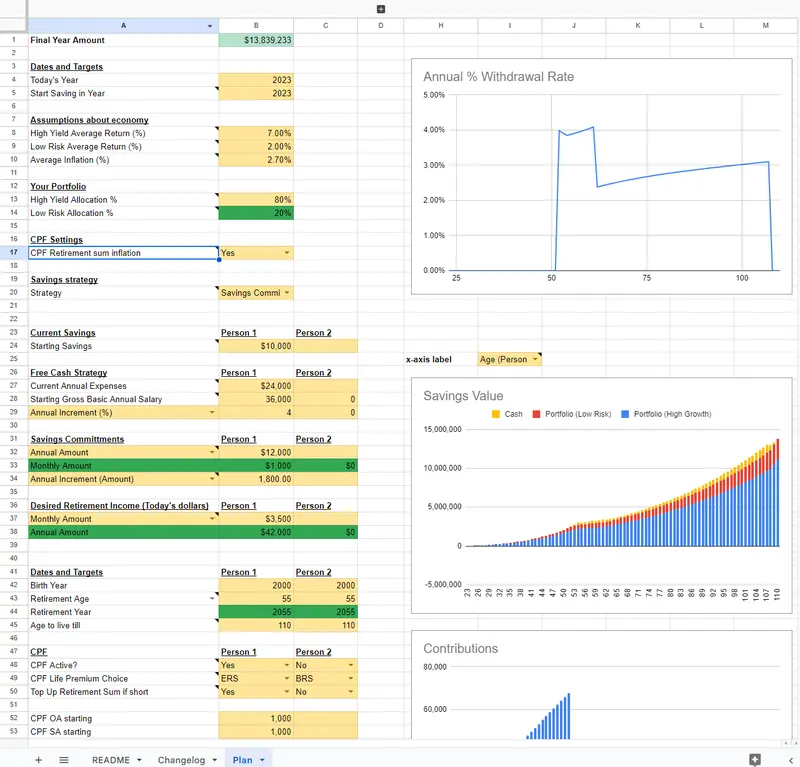 A B C D H I J K L M
1 Final Year Amount $13,839,233
2
3 Dates and Targets
4 Today's Year 2023
5 Start Saving in Year 2023
6
7 Assumptions about economy
8 High Yield Average Return (%) 7.00%
9 Low Risk Average Return (%) 2.00%
10 Average Inflation (%) 2.70%
11
12 Your Portfolio
13 High Yield Allocation % 80%
14 Low Risk Allocation % 20%
15
16 CPF Settings
17 CPF Retirement sum inflation Yes
18
19 Savings strategy
20 Strategy Savings Commi
21
22
23 Current Savings Person 1 Person 2
24 Starting Savings $10,000
25
26 Free Cash Strategy Person 1 Person 2
27 Current Annual Expenses $24,000
28 Starting Gross Basic Annual Salary 36,000 0
29 Annual Increment (%) 4 0
30
31 Savings Committments Person 1 Person 2
32 Annual Amount $12,000
33 Monthly Amount $1,000 $0
34 Annual Increment (Amount) 1,800.00
35
36 Desired Retirement Income (Today's dollars) Person 1 Person 2
37 Monthly Amount $3,500
38 Annual Amount $42,000 $0
39
40
41 Dates and Targets Person 1 Person 2
42 Birth Year 2000 2000
43 Retirement Age 55 55
44 Retirement Year 2055 2055
45 Age to live till 110 110
46
47 CPF Person 1 Person 2
48 CPF Active? Yes No
49 CPF Life Premium Choice ERS BRS
50 Top Up Retirement Sum if short Yes No
51
52 CPF OA starting 1,000
53 CPF SA starting 1,000
Annual % Withdrawal Rate
5.00%
4.00%
3.00%
2.00%
1.00%
0.00%
25 50 75 100
x-axis label Age (Person
Savings Value
Cash Portfolio (Low Risk) Portfolio (High Growth)
15,000,000
10,000,000
5,000,000
0
-5,000,000
23 26 29 32 35 38 41 44 47 50 53 56 59 62 65 68 71 74 77 80 83 86 89 92 95 98 101 104 107 110
Contributions
80,000
60,000
README Changelog Plan